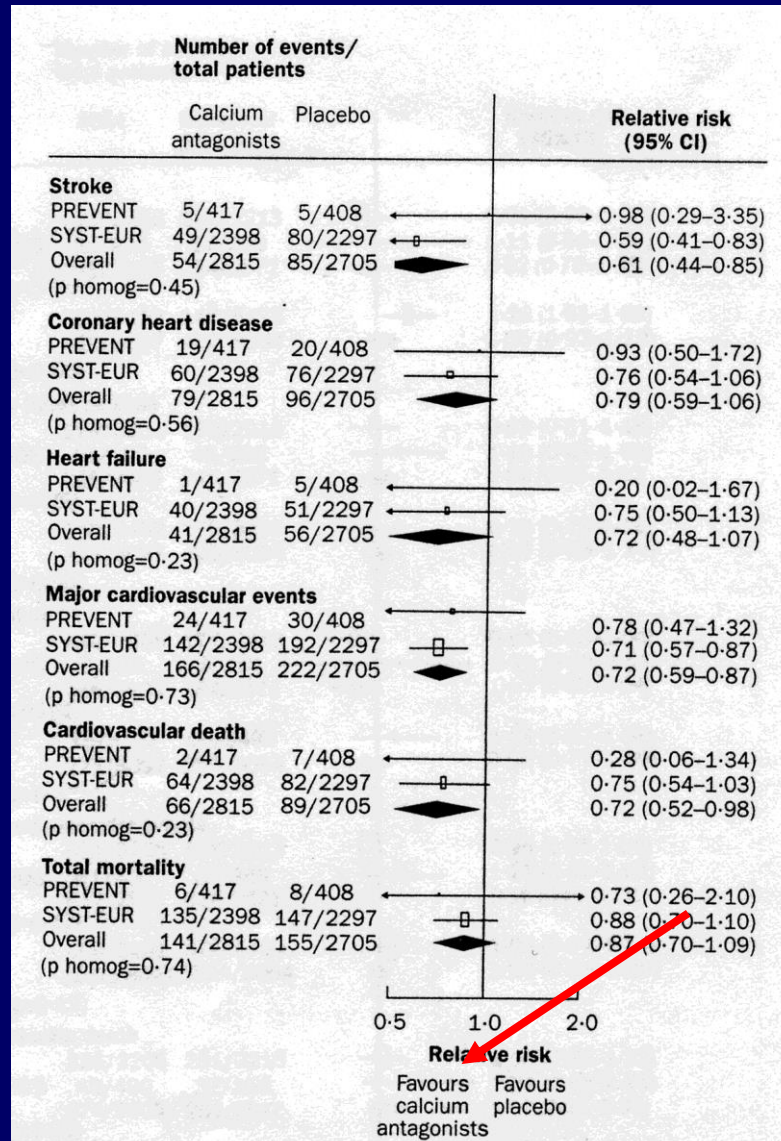 Number of events/
total patients
Calcium antagonists Placebo Relative risk (95% CI)
Stroke
PREVENT 5/417 5/408 0·98 (0·29–3·35)
SYST-EUR 49/2398 80/2297 0·59 (0·41–0·83)
Overall 54/2815 85/2705 0·61 (0·44–0·85)
(p homog=0·45)
Coronary heart disease
PREVENT 19/417 20/408 0·93 (0·50–1·72)
SYST-EUR 60/2398 76/2297 0·76 (0·54–1·06)
Overall 79/2815 96/2705 0·79 (0·59–1·06)
(p homog=0·56)
Heart failure
PREVENT 1/417 5/408 0·20 (0·02–1·67)
SYST-EUR 40/2398 51/2297 0·75 (0·50–1·13)
Overall 41/2815 56/2705 0·72 (0·48–1·07)
(p homog=0·23)
Major cardiovascular events
PREVENT 24/417 30/408 0·78 (0·47–1·32)
SYST-EUR 142/2398 192/2297 0·71 (0·57–0·87)
Overall 166/2815 222/2705 0·72 (0·59–0·87)
(p homog=0·73)
Cardiovascular death
PREVENT 2/417 7/408 0·28 (0·06–1·34)
SYST-EUR 64/2398 82/2297 0·75 (0·54–1·03)
Overall 66/2815 89/2705 0·72 (0·52–0·98)
(p homog=0·23)
Total mortality
PREVENT 6/417 8/408 0·73 (0·26–2·10)
SYST-EUR 135/2398 147/2297 0·88 (0·70–1·10)
Overall 141/2815 155/2705 0·87 (0·70–1·09)
(p homog=0·74)
0·5 1·0 2·0
Relative risk
Favours Favours
calcium placebo
antagonists